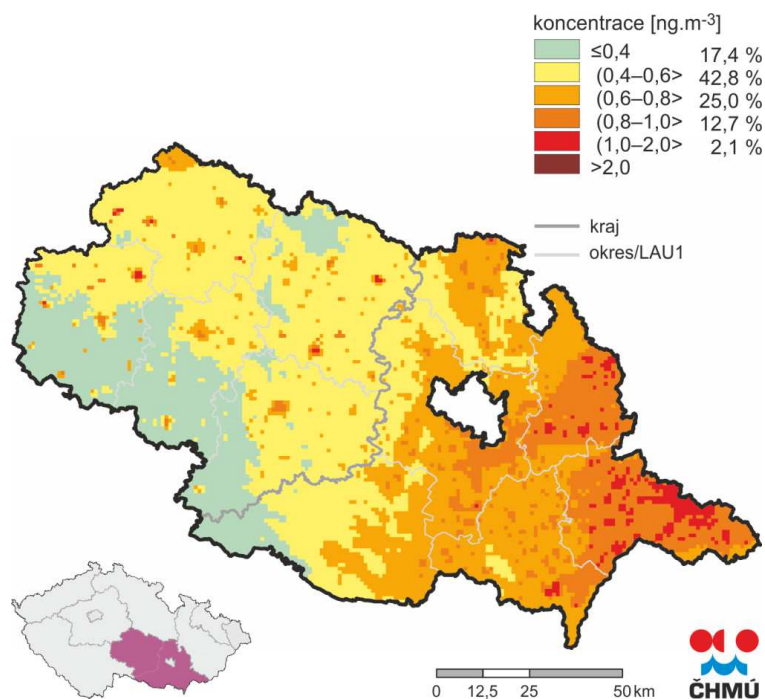 koncentrace [ng.m-3]
≤0,4 17,4 %
(0,4–0,6> 42,8 %
(0,6–0,8> 25,0 %
(0,8–1,0> 12,7 %
(1,0–2,0> 2,1 %
>2,0
kraj
okres/LAU1
0 12,5 25 50 km
ČHMÚ